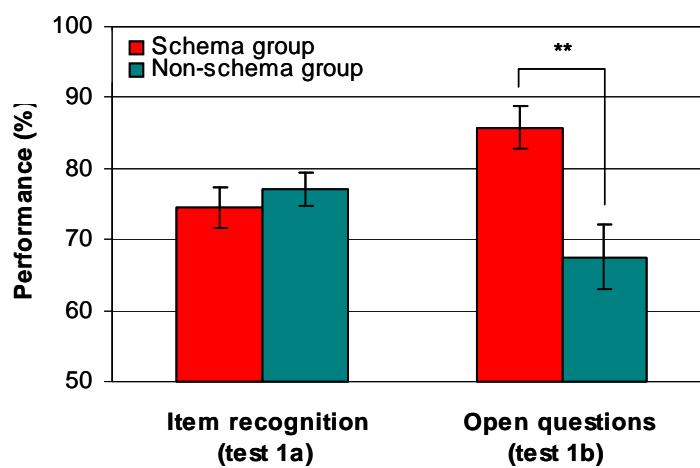 100
90
80
70
60
50
Performance (%)
Schema group
Non-schema group
**
Item recognition
(test 1a)
Open questions
(test 1b)